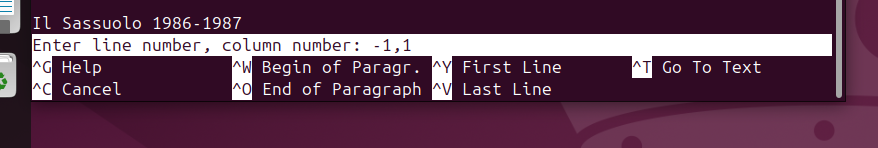 Il Sassuolo 1986-1987
Enter line number, column number: -1,1
^G Help ^W Begin of Paragr. ^Y First Line ^T Go To Text
^C Cancel ^O End of Paragraph ^V Last Line